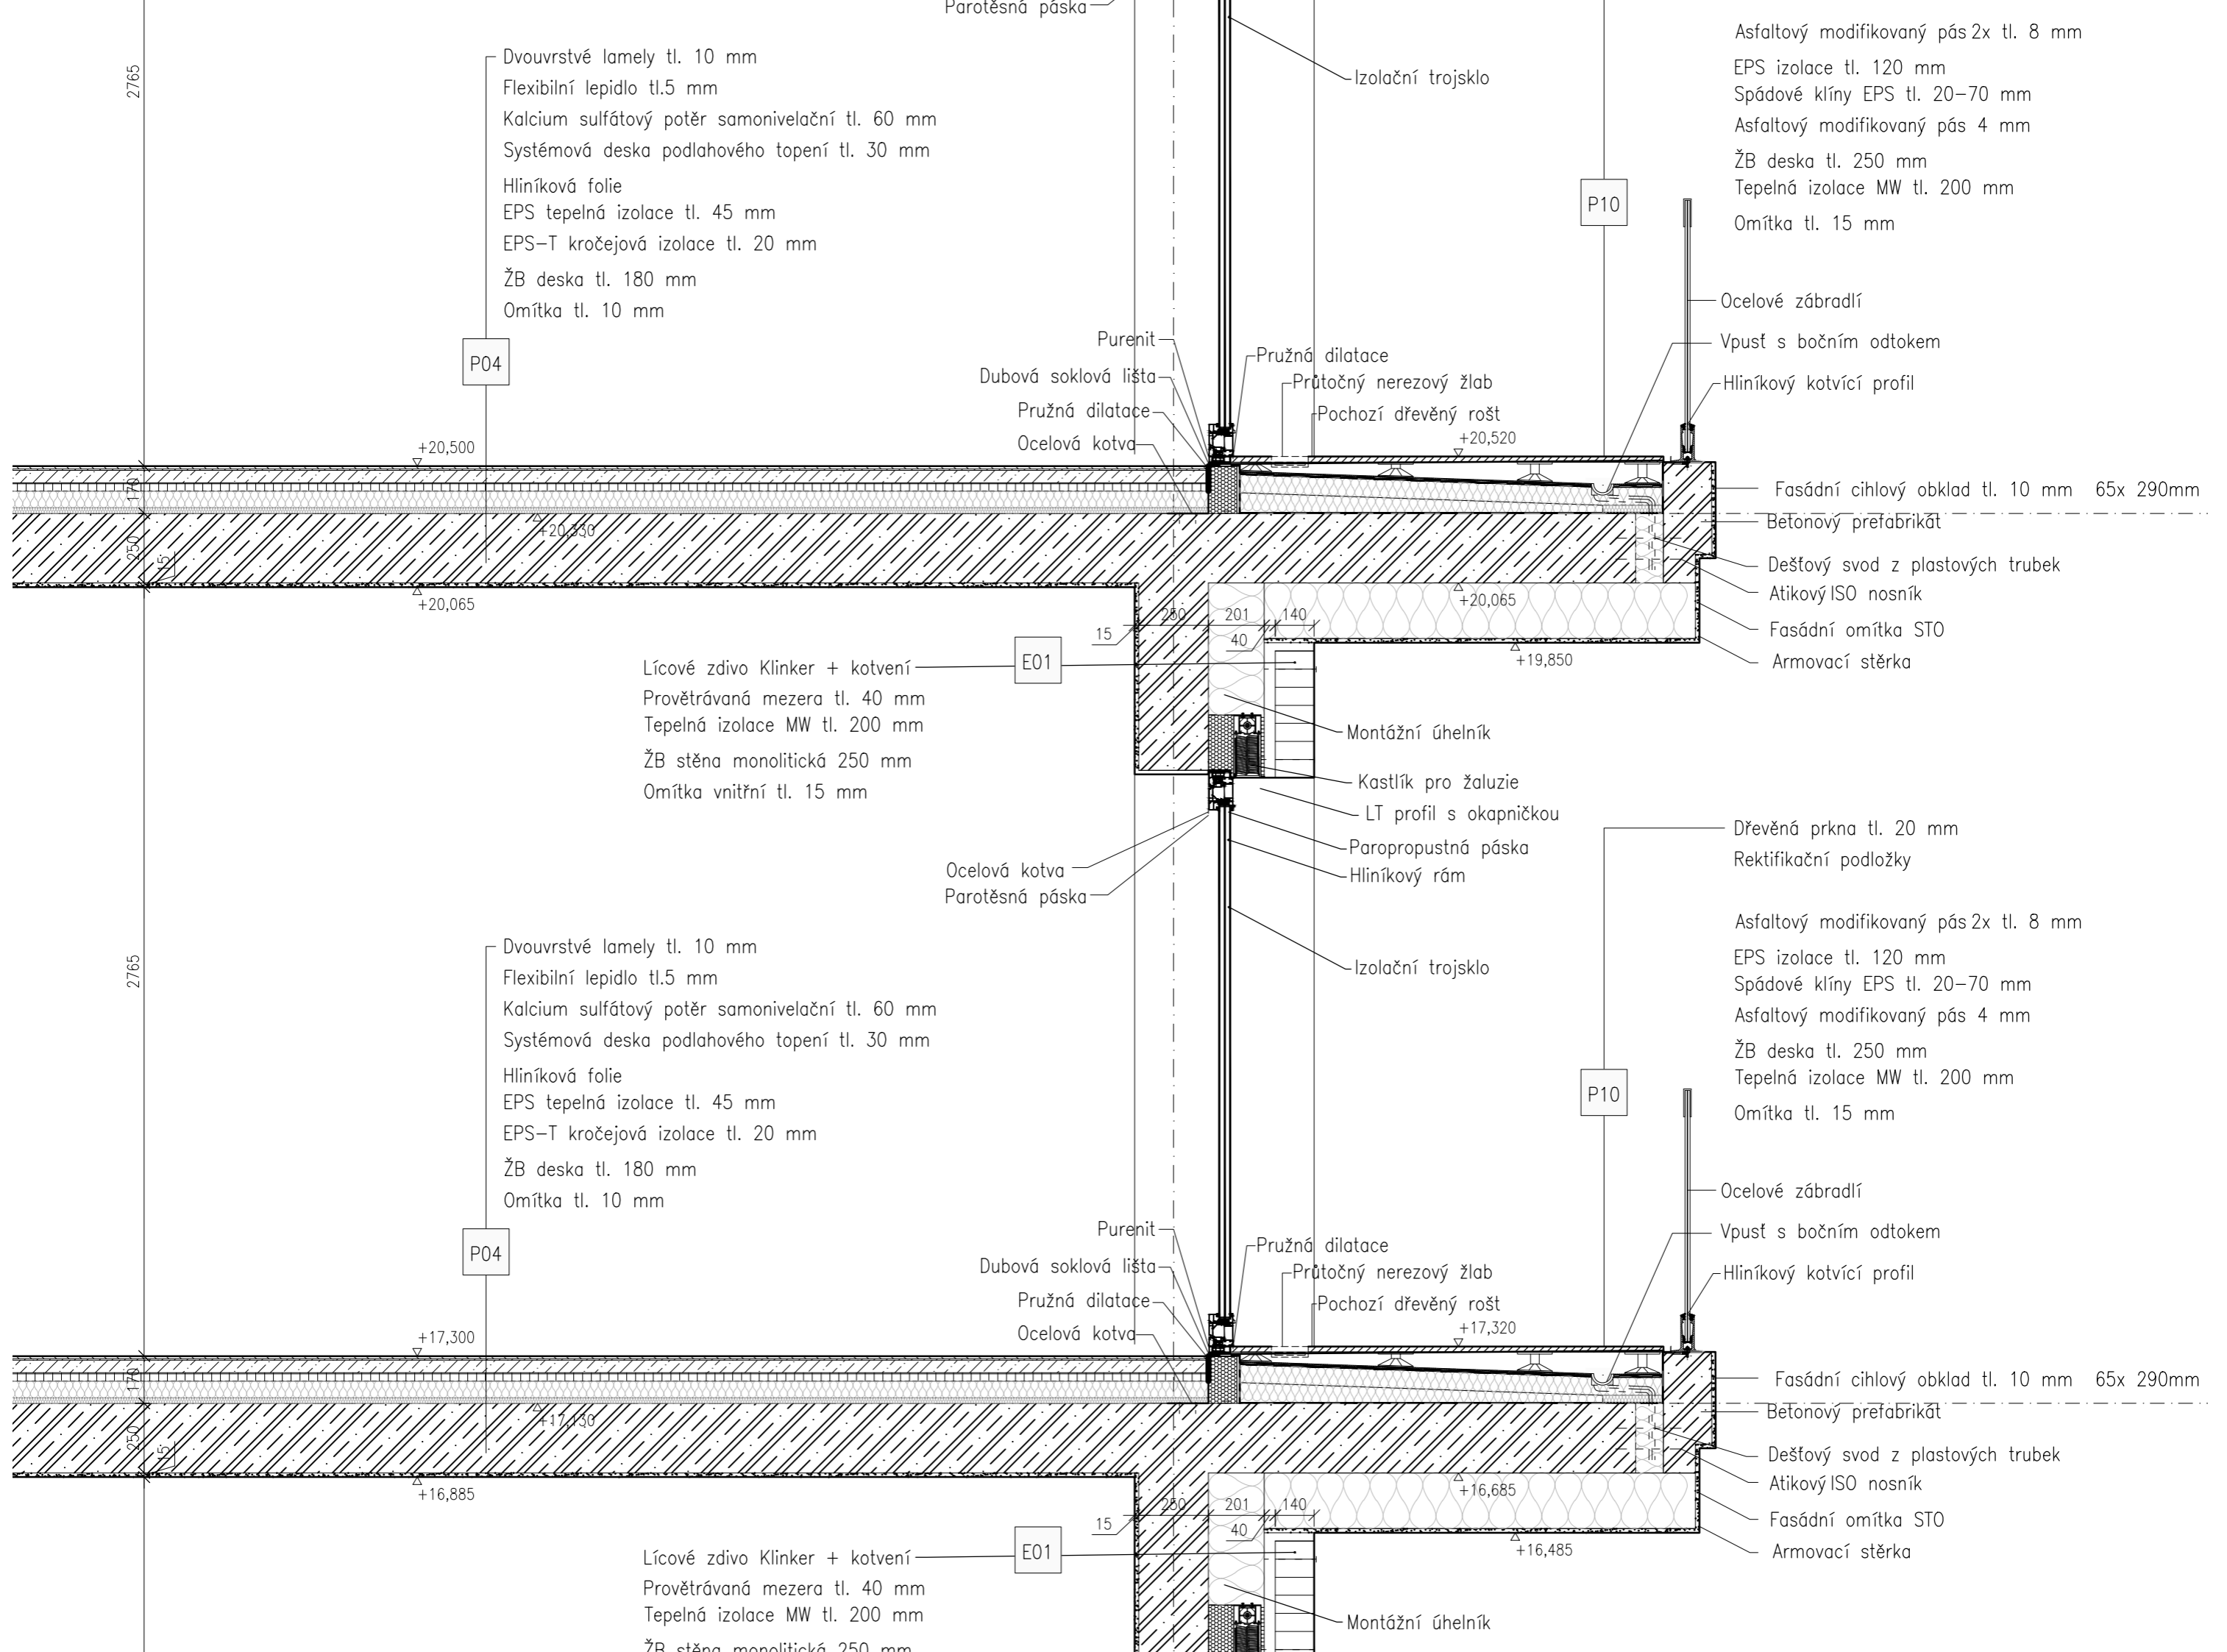 Parotěsná páska
2765
Dvouvrstvé lamely tl. 10 mm
Flexibilní lepidlo tl.5 mm
Kalcium sulfátový potěr samonivelační tl. 60 mm
Systémová deska podlahového topení tl. 30 mm
Hliníková folie
EPS tepelná izolace tl. 45 mm
EPS-T kročejová izolace tl. 20 mm
ŽB deska tl. 180 mm
Omítka tl. 10 mm
P04
Izolační trojsklo
Asfaltový modifikovaný pás 2x tl. 8 mm
EPS izolace tl. 120 mm
Spádové klíny EPS tl. 20-70 mm
Asfaltový modifikovaný pás 4 mm
ŽB deska tl. 250 mm
Tepelná izolace MW tl. 200 mm
Omítka tl. 15 mm
P10
Purenit
Dubová soklová lišta
Pružná dilatace
Ocelová kotva
Pružná dilatace
Průtočný nerezový žlab
Pochozí dřevěný rošt
Ocelové zábradlí
Vpusť s bočním odtokem
Hliníkový kotvící profil
+20,500
+20,520
170
+20,330
250
15
+20,065
Fasádní cihlový obklad tl. 10 mm 65x 290mm
Betonový prefabrikát
Dešťový svod z plastových trubek
Atikový ISO nosník
Fasádní omítka STO
Armovací stěrka
+20,065
15
250
201
40
140
+19,850
E01
Lícové zdivo Klinker + kotvení
Provětrávaná mezera tl. 40 mm
Tepelná izolace MW tl. 200 mm
ŽB stěna monolitická 250 mm
Omítka vnitřní tl. 15 mm
Montážní úhelník
Kastlík pro žaluzie
LT profil s okapničkou
Paropropustná páska
Hliníkový rám
Ocelová kotva
Parotěsná páska
2765
Dvouvrstvé lamely tl. 10 mm
Flexibilní lepidlo tl.5 mm
Kalcium sulfátový potěr samonivelační tl. 60 mm
Systémová deska podlahového topení tl. 30 mm
Hliníková folie
EPS tepelná izolace tl. 45 mm
EPS-T kročejová izolace tl. 20 mm
ŽB deska tl. 180 mm
Omítka tl. 10 mm
P04
Izolační trojsklo
Dřevěná prkna tl. 20 mm
Rektifikační podložky
Asfaltový modifikovaný pás 2x tl. 8 mm
EPS izolace tl. 120 mm
Spádové klíny EPS tl. 20-70 mm
Asfaltový modifikovaný pás 4 mm
ŽB deska tl. 250 mm
Tepelná izolace MW tl. 200 mm
Omítka tl. 15 mm
P10
Purenit
Dubová soklová lišta
Pružná dilatace
Ocelová kotva
Pružná dilatace
Průtočný nerezový žlab
Pochozí dřevěný rošt
Ocelové zábradlí
Vpusť s bočním odtokem
Hliníkový kotvící profil
+17,300
+17,320
170
+17,130
250
15
+16,885
Fasádní cihlový obklad tl. 10 mm 65x 290mm
Betonový prefabrikát
Dešťový svod z plastových trubek
Atikový ISO nosník
Fasádní omítka STO
Armovací stěrka
+16,685
15
250
201
40
140
+16,485
E01
Lícové zdivo Klinker + kotvení
Provětrávaná mezera tl. 40 mm
Tepelná izolace MW tl. 200 mm
ŽB stěna monolitická 250 mm
Montážní úhelník